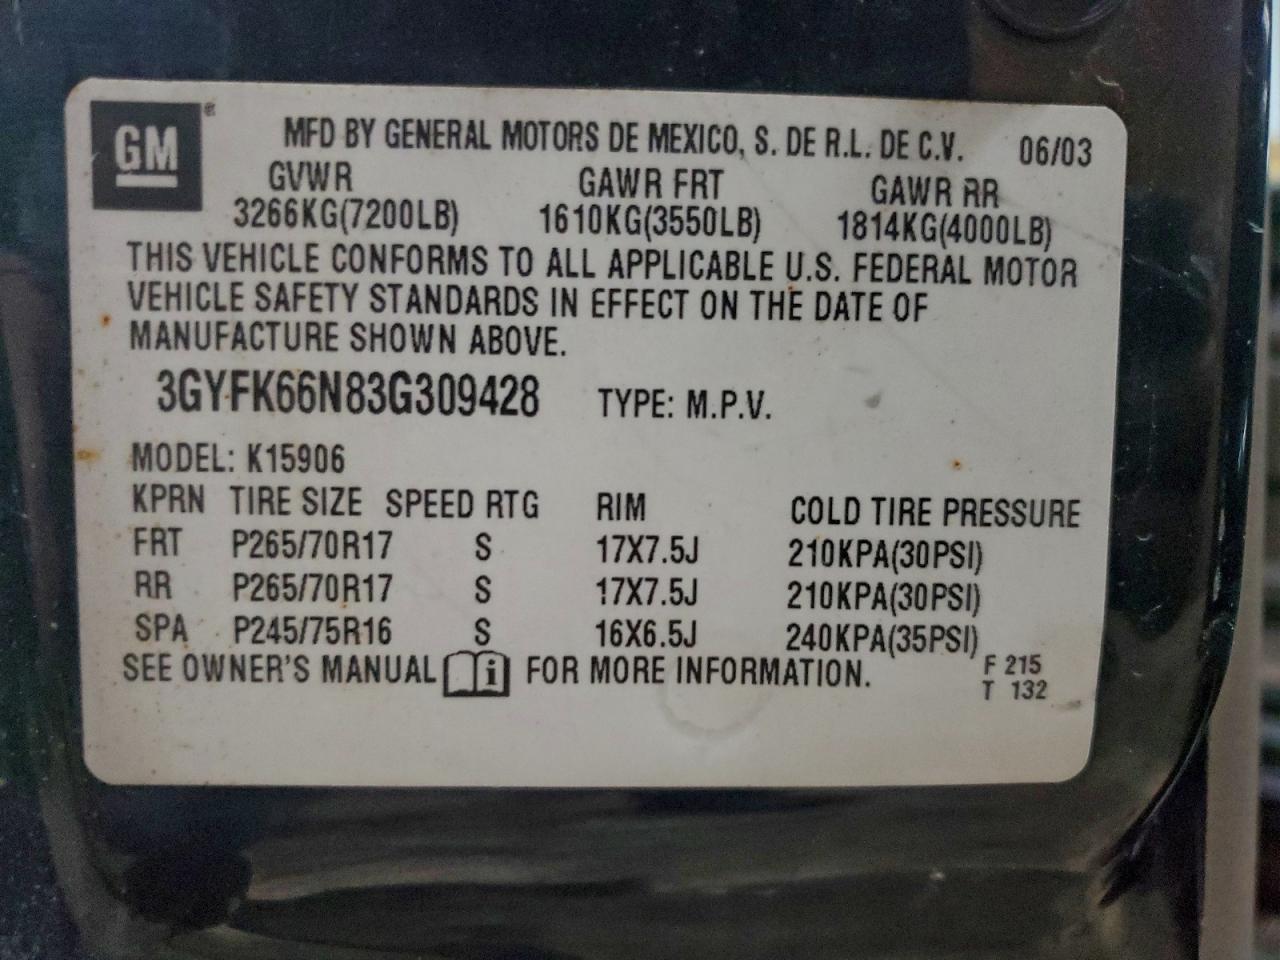 GM®
MFD BY GENERAL MOTORS DE MEXICO, S. DE R.L. DE C.V. 06/03
GVWR GAWR FRT GAWR RR
3266KG(7200LB) 1610KG(3550LB) 1814KG(4000LB)
THIS VEHICLE CONFORMS TO ALL APPLICABLE U.S. FEDERAL MOTOR
VEHICLE SAFETY STANDARDS IN EFFECT ON THE DATE OF
MANUFACTURE SHOWN ABOVE.
3GYFK66N83G309428 TYPE: M.P.V.
MODEL: K15906
KPRN TIRE SIZE SPEED RTG RIM COLD TIRE PRESSURE
FRT P265/70R17 S 17X7.5J 210KPA(30PSI)
RR P265/70R17 S 17X7.5J 210KPA(30PSI)
SPA P245/75R16 S 16X6.5J 240KPA(35PSI)
SEE OWNER'S MANUAL i FOR MORE INFORMATION.
F 215
T 132